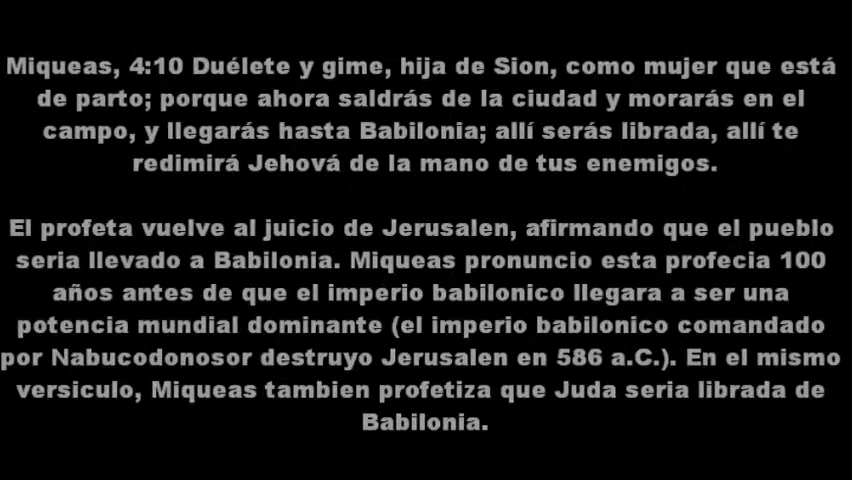 Miqueas, 4:10 Duélete y gime, hija de Sion, como mujer que está
de parto; porque ahora saldrás de la ciudad y morarás en el
campo, y llegarás hasta Babilonia; allí serás librada, allí te
redimirá Jehová de la mano de tus enemigos.
El profeta vuelve al juicio de Jerusalen, afirmando que el pueblo
seria llevado a Babilonia. Miqueas pronuncio esta profecia 100
años antes de que el imperio babilonico llegara a ser una
potencia mundial dominante (el imperio babilonico comandado
por Nabucodonosor destruyo Jerusalen en 586 a.C.). En el mismo
versiculo, Miqueas tambien profetiza que Juda seria librada de
Babilonia.